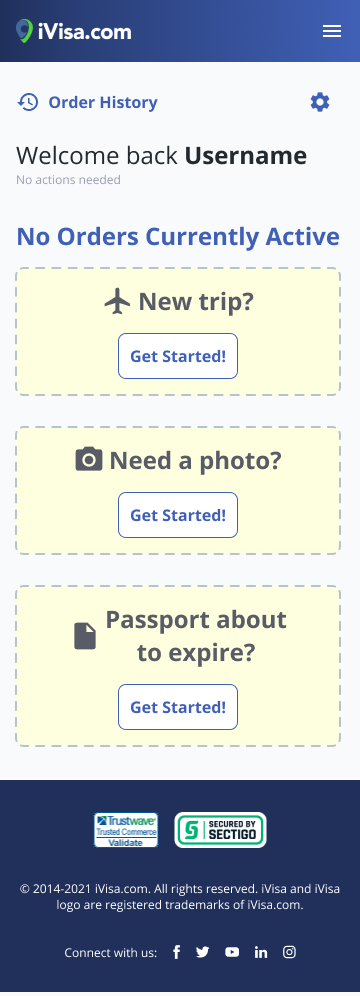 iVisa.com
Order History
Welcome back Username
No actions needed
No Orders Currently Active
New trip?
Get Started!
Need a photo?
Get Started!
Passport about
to expire?
Get Started!
Trustwave®
Trusted Commerce
Validate
SECURED BY
SECTIGO
© 2014-2021 iVisa.com. All rights reserved. iVisa and iVisa
logo are registered trademarks of iVisa.com.
Connect with us: